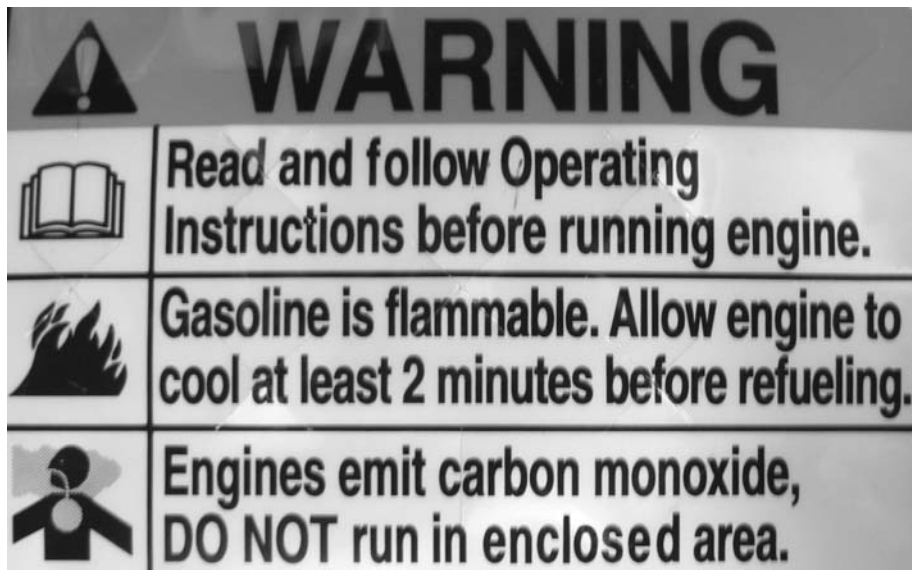 WARNING
Read and follow Operating
Instructions before running engine.
Gasoline is flammable. Allow engine to
cool at least 2 minutes before refueling.
Engines emit carbon monoxide,
DO NOT run in enclosed area.